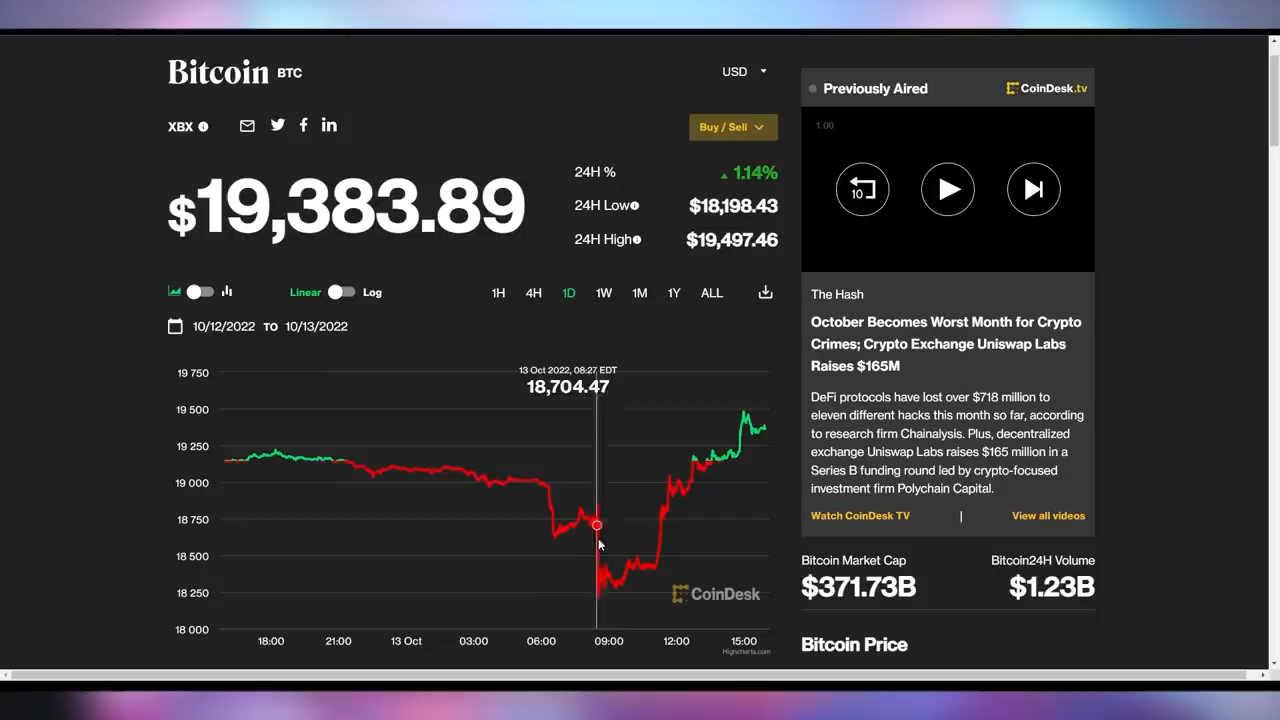 Bitcoin BTC
USD
XBX
Buy / Sell
$19,383.89
24H % 1.14%
24H Low $18,198.43
24H High $19,497.46
Linear Log
1H 4H 1D 1W 1M 1Y ALL
10/12/2022 TO 10/13/2022
13 Oct 2022, 08:27 EDT
18,704.47
19 750
19 500
19 250
19 000
18 750
18 500
18 250
18 000
CoinDesk
18:00 21:00 13 Oct 03:00 06:00 09:00 12:00 15:00
Highcharts.com
Previously Aired CoinDesk.tv
1.00
10
The Hash
October Becomes Worst Month for Crypto
Crimes; Crypto Exchange Uniswap Labs
Raises $165M
DeFi protocols have lost over $718 million to
eleven different hacks this month so far, according
to research firm Chainalysis. Plus, decentralized
exchange Uniswap Labs raises $165 million in a
Series B funding round led by crypto-focused
investment firm Polychain Capital.
Watch CoinDesk TV | View all videos
Bitcoin Market Cap Bitcoin24H Volume
$371.73B $1.23B
Bitcoin Price